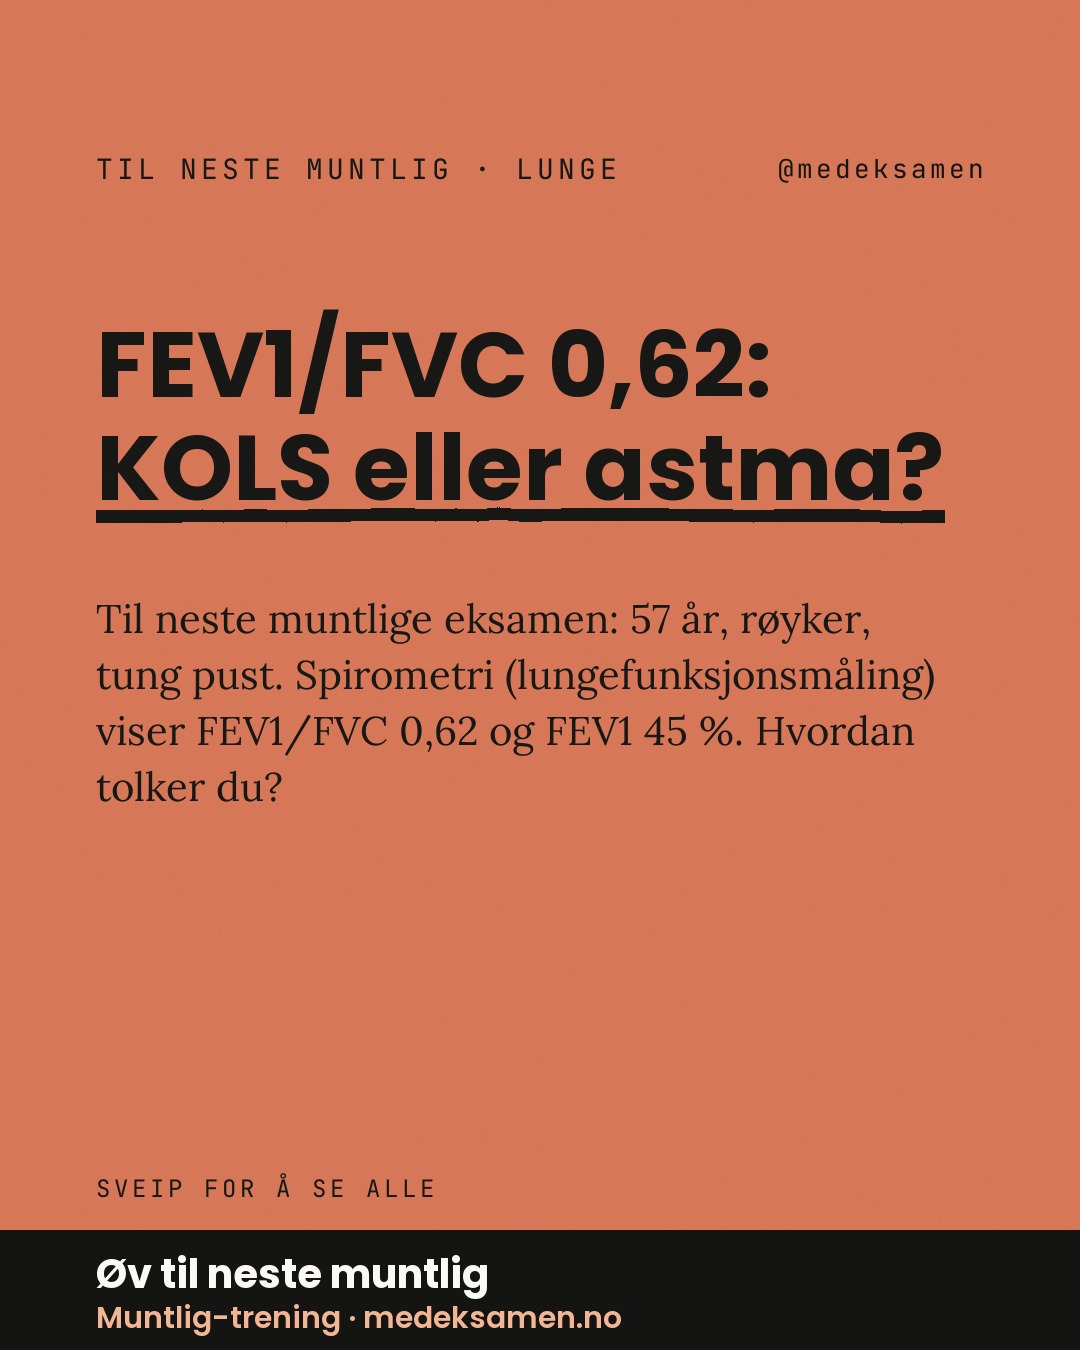 TIL NESTE MUNTLIG · LUNGE
@medeksamen
FEV1/FVC 0,62:
KOLS eller astma?
Til neste muntlige eksamen: 57 år, røyker,
tung pust. Spirometri (lungefunksjonsmåling)
viser FEV1/FVC 0,62 og FEV1 45 %. Hvordan
tolker du?
SVEIP FOR Å SE ALLE
Øv til neste muntlig
Muntlig-trening · medeksamen.no